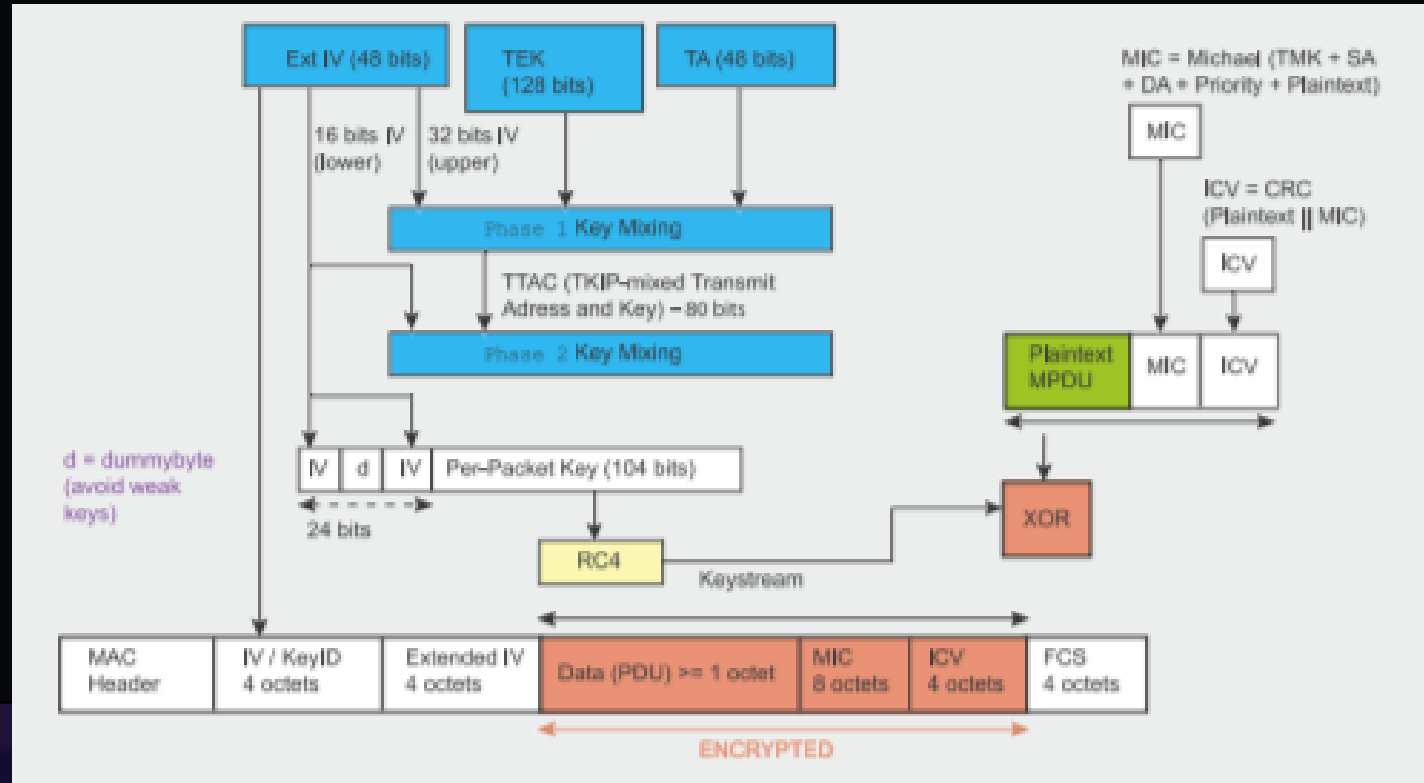 Ext IV (48 bits)
TEK
(128 bits)
TA (48 bits)
MIC = Michael (TMK + SA
+ DA + Priority + Plaintext)
MIC
16 bits IV
(lower)
32 bits IV
(upper)
ICV = CRC
(Plaintext || MIC)
ICV
Phase 1 Key Mixing
TTAC (TKIP-mixed Transmit
Adress and Key) - 80 bits
Phase 2 Key Mixing
Plaintext
MPDU
MIC
ICV
d = dummybyte
(avoid weak
keys)
IV
d
IV
Per-Packet Key (104 bits)
24 bits
XOR
RC4
Keystream
MAC
Header
IV / KeyID
4 octets
Extended IV
4 octets
Data (PDU) >= 1 octet
MIC
8 octets
ICV
4 octets
FCS
4 octets
ENCRYPTED